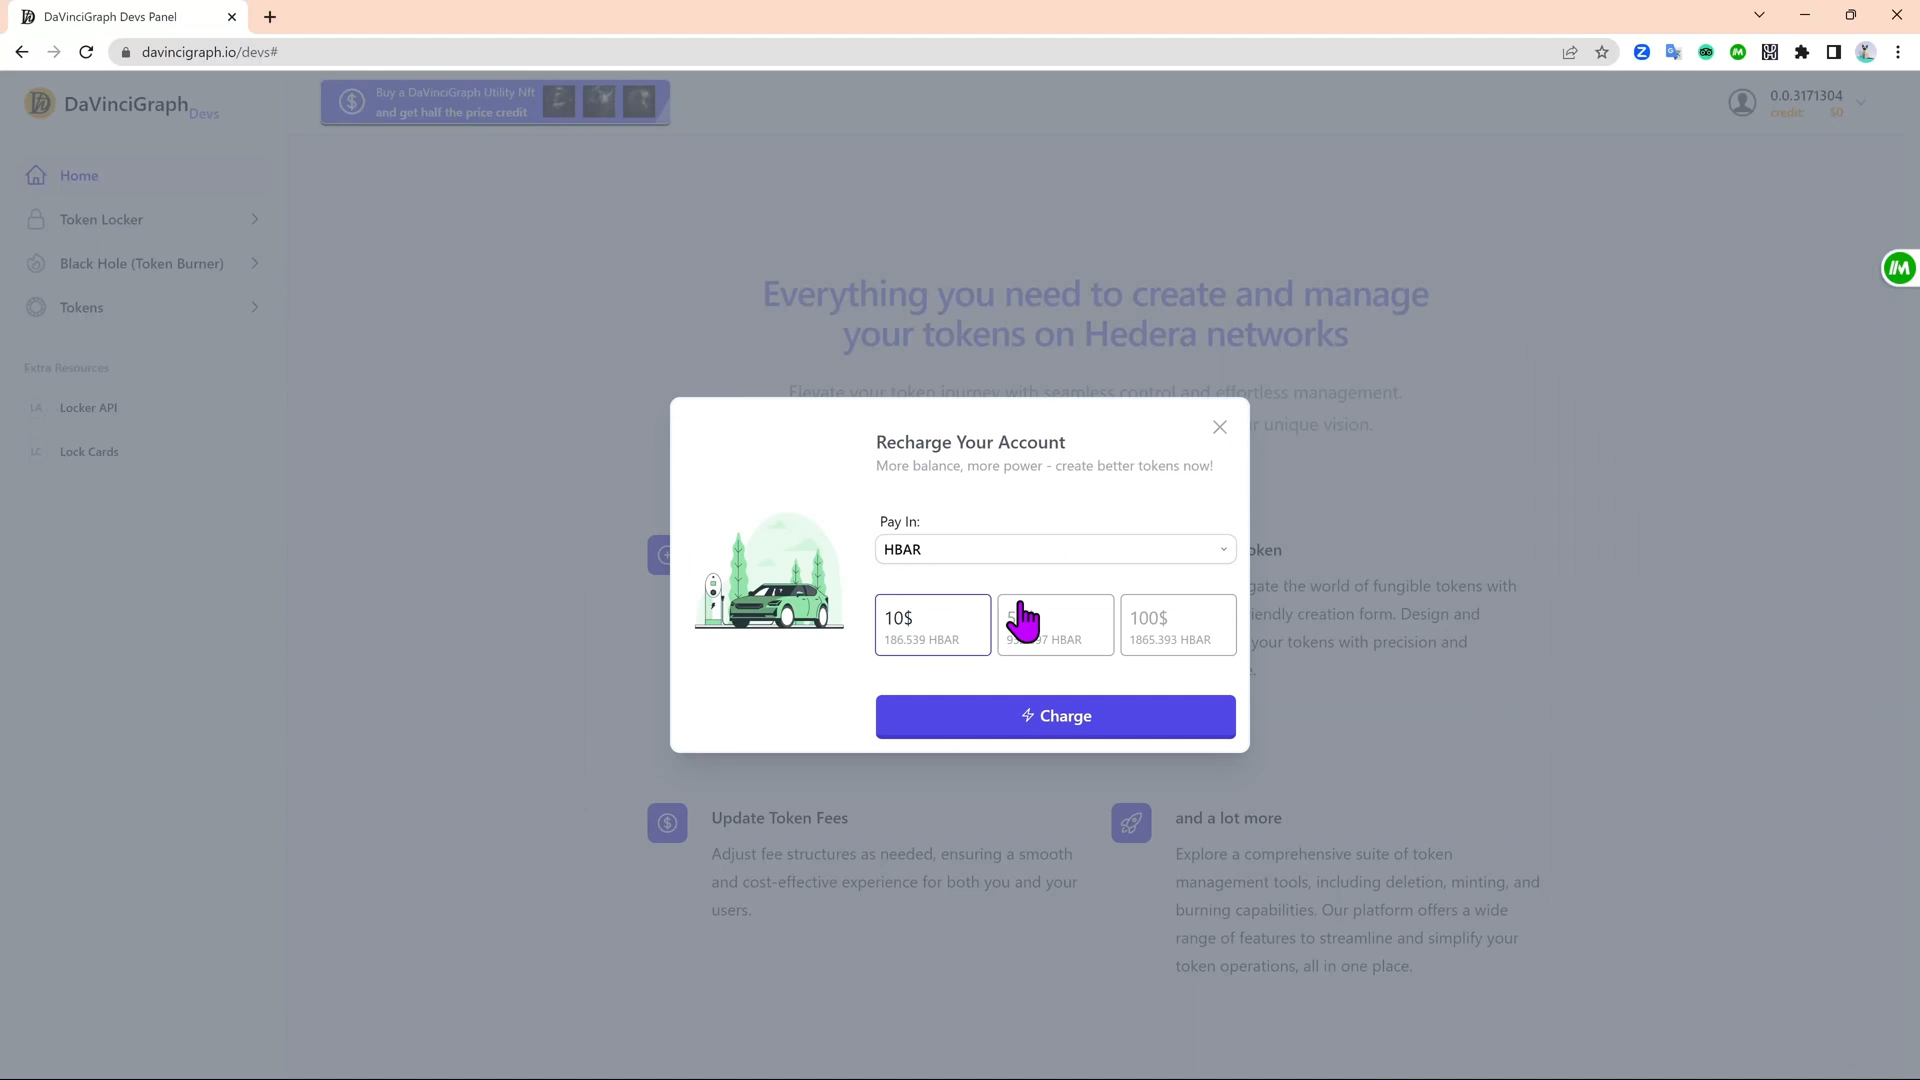 DaVinciGraph Devs Panel
davincigraph.io/devs#
DaVinciGraph Devs
Buy a DaVinciGraph Utility Nft
and get half the price credit
0.0.3171304
credit: $0
Home
Token Locker
Black Hole (Token Burner)
Tokens
Extra Resources
LA Locker API
LC Lock Cards
Everything you need to create and manage
your tokens on Hedera networks
Elevate your token journey with seamless control and effortless management.
unique vision.
Recharge Your Account
More balance, more power - create better tokens now!
Pay In:
HBAR
10$
186.539 HBAR
HBAR
100$
1865.393 HBAR
Charge
the world of fungible tokens with
creation form. Design and
your tokens with precision and
Update Token Fees
Adjust fee structures as needed, ensuring a smooth
and cost-effective experience for both you and your
users.
and a lot more
Explore a comprehensive suite of token
management tools, including deletion, minting, and
burning capabilities. Our platform offers a wide
range of features to streamline and simplify your
token operations, all in one place.